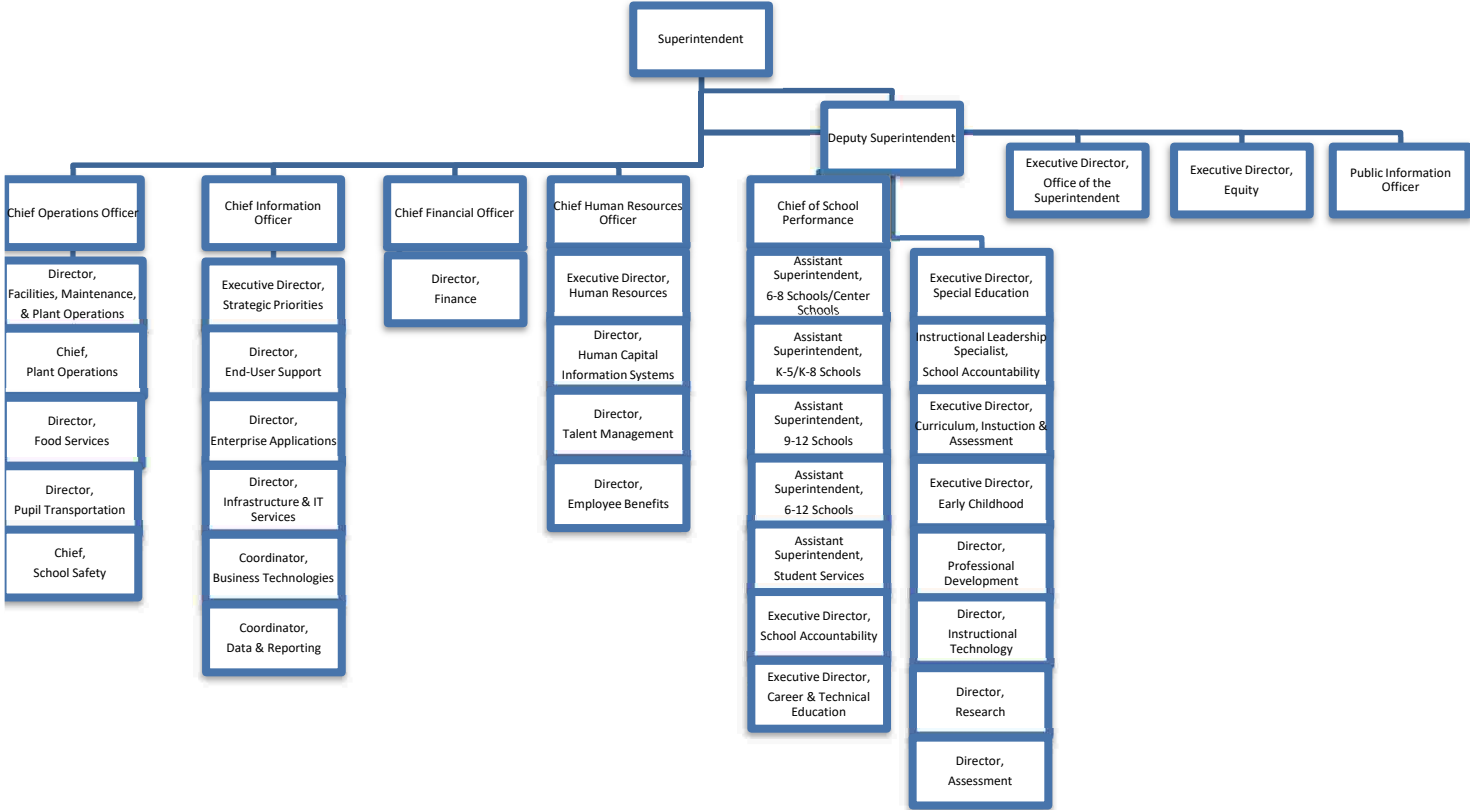 Superintendent
Deputy Superintendent
Executive Director,
Office of the
Superintendent
Executive Director,
Equity
Public Information
Officer
Chief Operations Officer
Director,
Facilities, Maintenance,
& Plant Operations
Chief,
Plant Operations
Director,
Food Services
Director,
Pupil Transportation
Chief,
School Safety
Chief Information
Officer
Executive Director,
Strategic Priorities
Director,
End-User Support
Director,
Enterprise Applications
Director,
Infrastructure & IT
Services
Coordinator,
Business Technologies
Coordinator,
Data & Reporting
Chief Financial Officer
Director,
Finance
Chief Human Resources
Officer
Executive Director,
Human Resources
Director,
Human Capital
Information Systems
Director,
Talent Management
Director,
Employee Benefits
Chief of School
Performance
Assistant
Superintendent,
6-8 Schools/Center
Schools
Assistant
Superintendent,
K-5/K-8 Schools
Assistant
Superintendent,
9-12 Schools
Assistant
Superintendent,
6-12 Schools
Assistant
Superintendent,
Student Services
Executive Director,
School Accountability
Executive Director,
Career & Technical
Education
Executive Director,
Special Education
Instructional Leadership
Specialist,
School Accountability
Executive Director,
Curriculum, Instuction &
Assessment
Executive Director,
Early Childhood
Director,
Professional
Development
Director,
Instructional
Technology
Director,
Research
Director,
Assessment